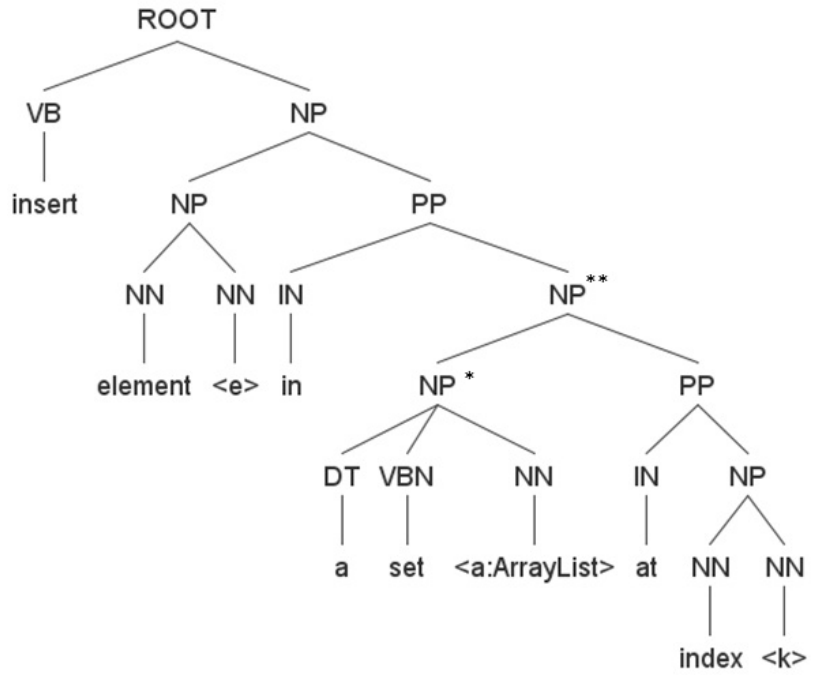 ROOT
VB NP
insert NP PP
NN NN IN NP**
element <e> in NP * PP
DT VBN NN IN NP
a set <a:ArrayList> at NN NN
index <k>